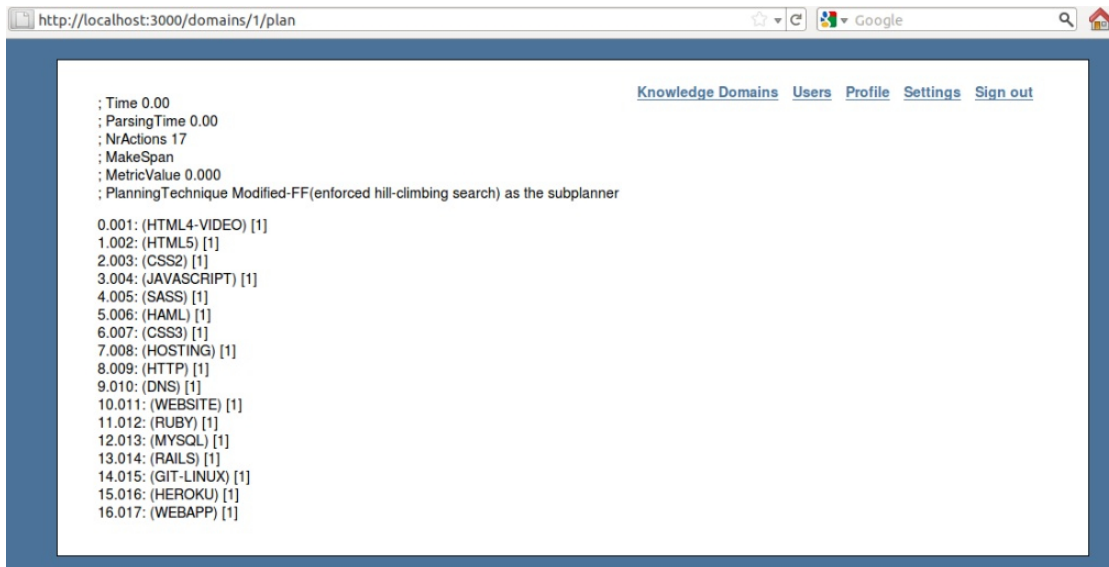 http://localhost:3000/domains/1/plan
Google
Knowledge Domains Users Profile Settings Sign out
; Time 0.00
; ParsingTime 0.00
; NrActions 17
; MakeSpan
; MetricValue 0.000
; PlanningTechnique Modified-FF(enforced hill-climbing search) as the subplanner
0.001: (HTML4-VIDEO) [1]
1.002: (HTML5) [1]
2.003: (CSS2) [1]
3.004: (JAVASCRIPT) [1]
4.005: (SASS) [1]
5.006: (HAML) [1]
6.007: (CSS3) [1]
7.008: (HOSTING) [1]
8.009: (HTTP) [1]
9.010: (DNS) [1]
10.011: (WEBSITE) [1]
11.012: (RUBY) [1]
12.013: (MYSQL) [1]
13.014: (RAILS) [1]
14.015: (GIT-LINUX) [1]
15.016: (HEROKU) [1]
16.017: (WEBAPP) [1]